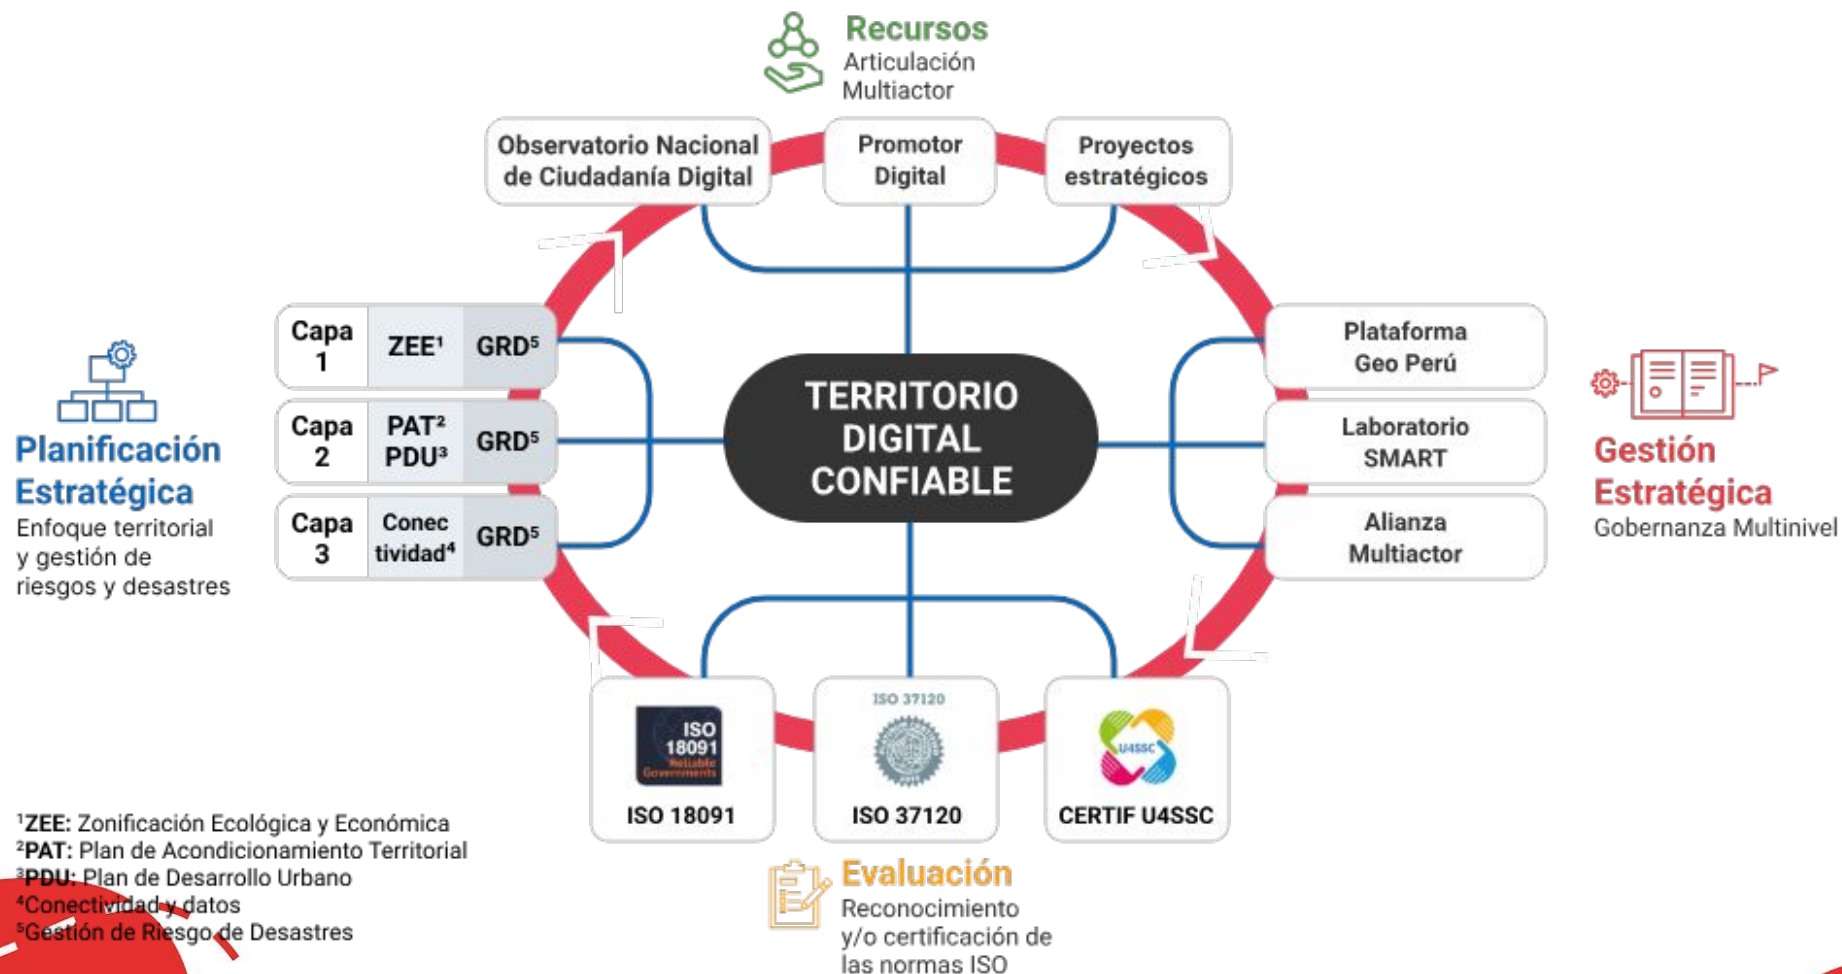 Recursos
Articulación
Multiactor
Observatorio Nacional
de Ciudadanía Digital
Promotor
Digital
Proyectos
estratégicos
Planificación
Estratégica
Enfoque territorial
y gestión de
riesgos y desastres
Capa
1
ZEE¹
GRD⁵
Capa
2
PAT²
PDU³
GRD⁵
Capa
3
Conec
tividad⁴
GRD⁵
TERRITORIO
DIGITAL
CONFIABLE
Plataforma
Geo Perú
Laboratorio
SMART
Alianza
Multiactor
Gestión
Estratégica
Gobernanza Multinivel
ISO
18091
Reliable
Governments
ISO 18091
ISO 37120
ISO 37120
U4SSC
CERTIF U4SSC
Evaluación
Reconocimiento
y/o certificación de
las normas ISO
¹ZEE: Zonificación Ecológica y Económica
²PAT: Plan de Acondicionamiento Territorial
³PDU: Plan de Desarrollo Urbano
⁴Conectividad y datos
⁵Gestión de Riesgo de Desastres